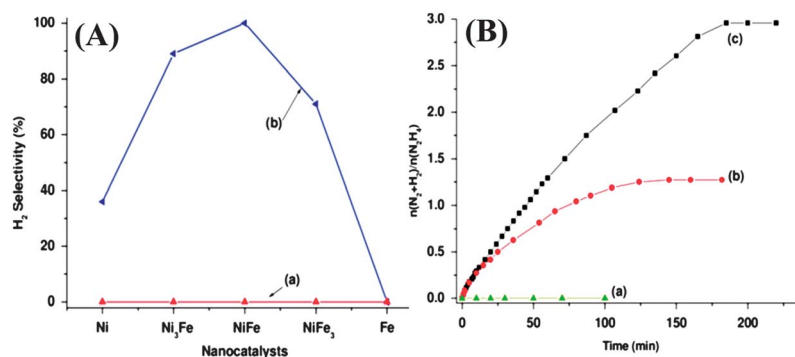 (A)
H₂ Selectivity (%)
100
80
60
40
20
0
(b)
(a)
Ni
Ni₃Fe
NiFe
NiFe₃
Fe
Nanocatalysts
(B)
n(N₂+H₂)/n(N₂H₄)
3.0
2.5
2.0
1.5
1.0
0.5
0.0
(c)
(b)
(a)
0
50
100
150
200
Time (min)